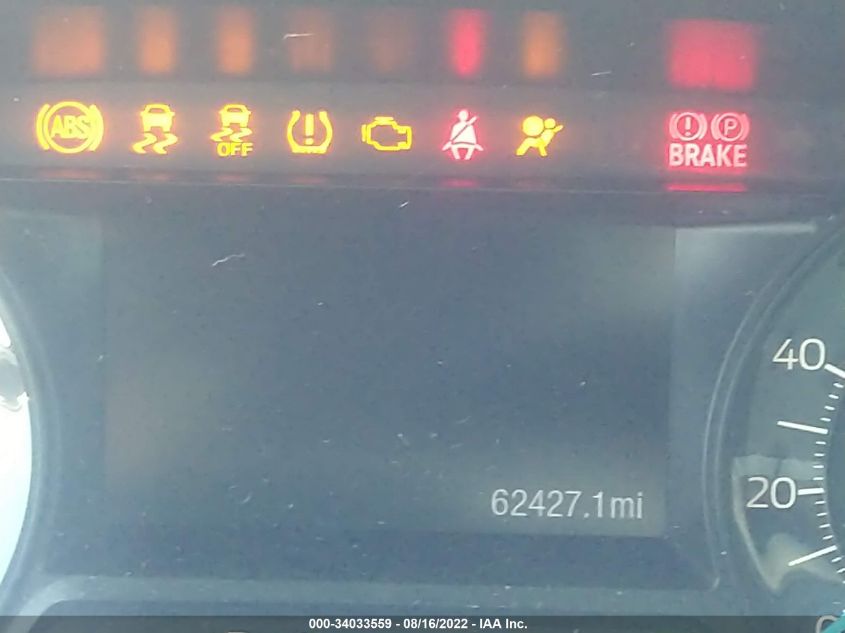 ABS
OFF
P
BRAKE
40
20
62427.1mi
000-34033559 - 08/16/2022 - IAA Inc.